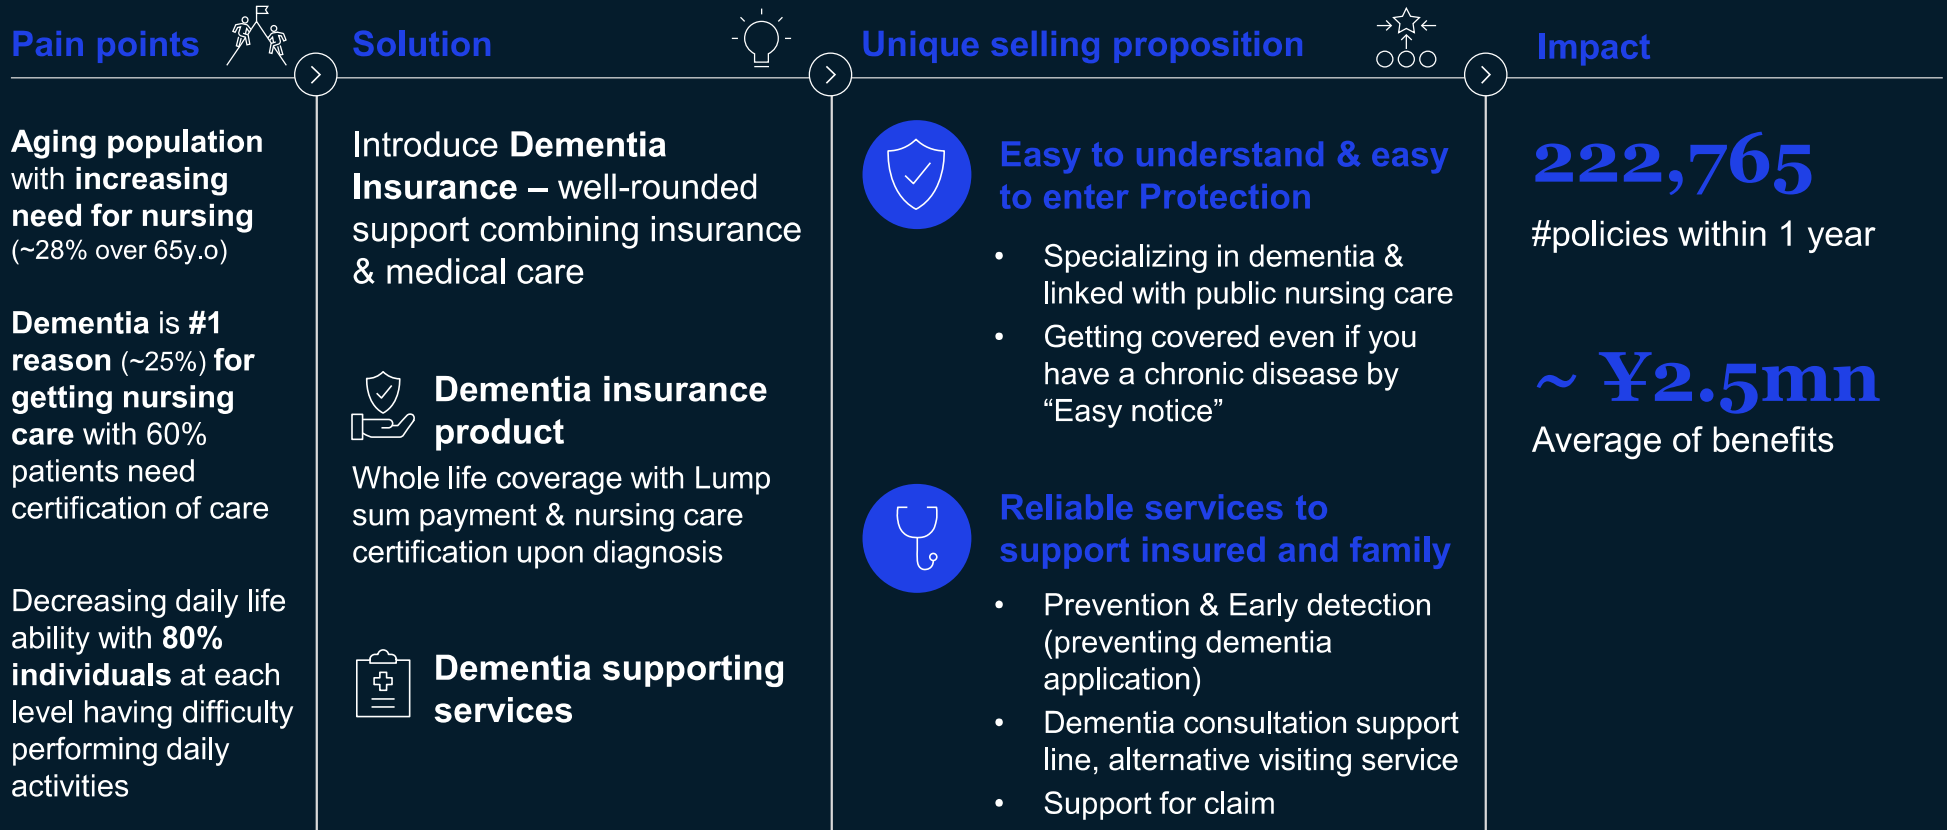 Pain points
Aging population
with increasing
need for nursing
(~28% over 65y.o)
Dementia is #1
reason (~25%) for
getting nursing
care with 60%
patients need
certification of care
Decreasing daily life
ability with 80%
individuals at each
level having difficulty
performing daily
activities
Solution
Introduce Dementia
Insurance – well-rounded
support combining insurance
& medical care
Dementia insurance
product
Whole life coverage with Lump
sum payment & nursing care
certification upon diagnosis
Dementia supporting
services
Unique selling proposition
Easy to understand & easy
to enter Protection
• Specializing in dementia &
linked with public nursing care
• Getting covered even if you
have a chronic disease by
“Easy notice”
Reliable services to
support insured and family
• Prevention & Early detection
(preventing dementia
application)
• Dementia consultation support
line, alternative visiting service
• Support for claim
Impact
222,765
#policies within 1 year
~ ¥2.5mn
Average of benefits